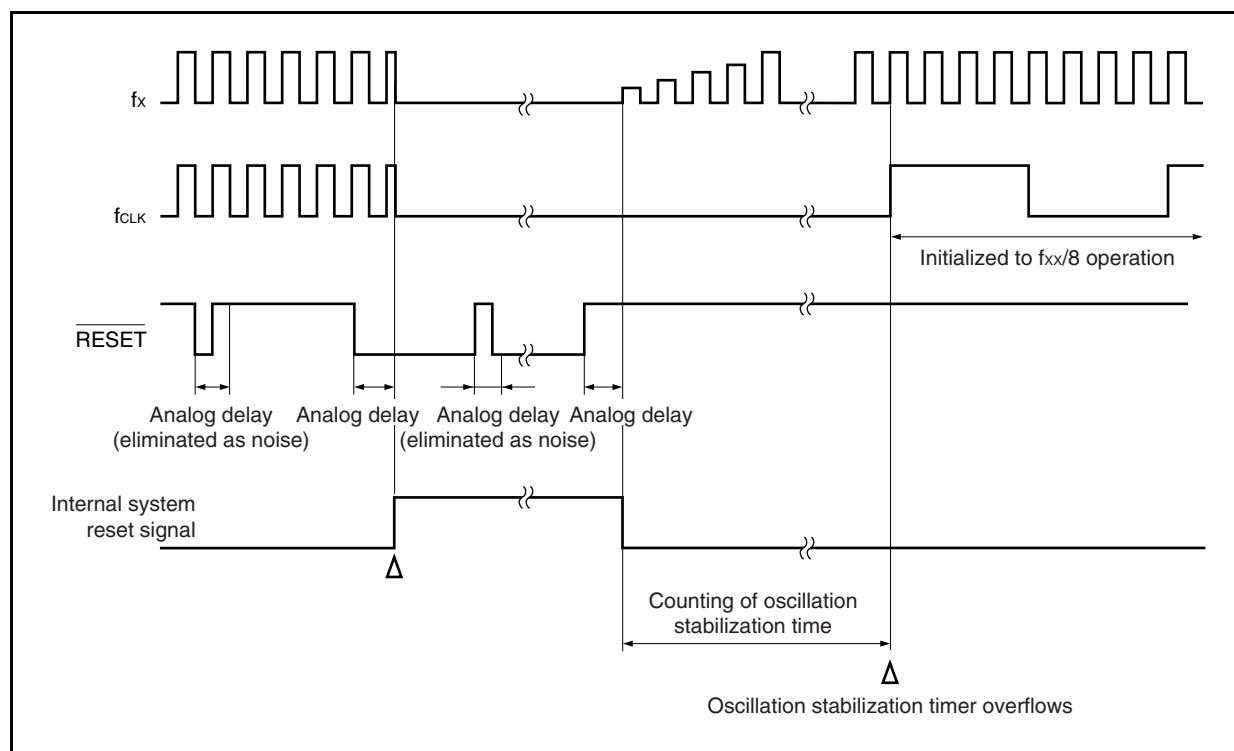 fX
fCLK
Initialized to fXX/8 operation
RESET
Analog delay
(eliminated as noise)
Analog delay
Analog delay
(eliminated as noise)
Analog delay
Internal system
reset signal
Counting of oscillation
stabilization time
Oscillation stabilization timer overflows